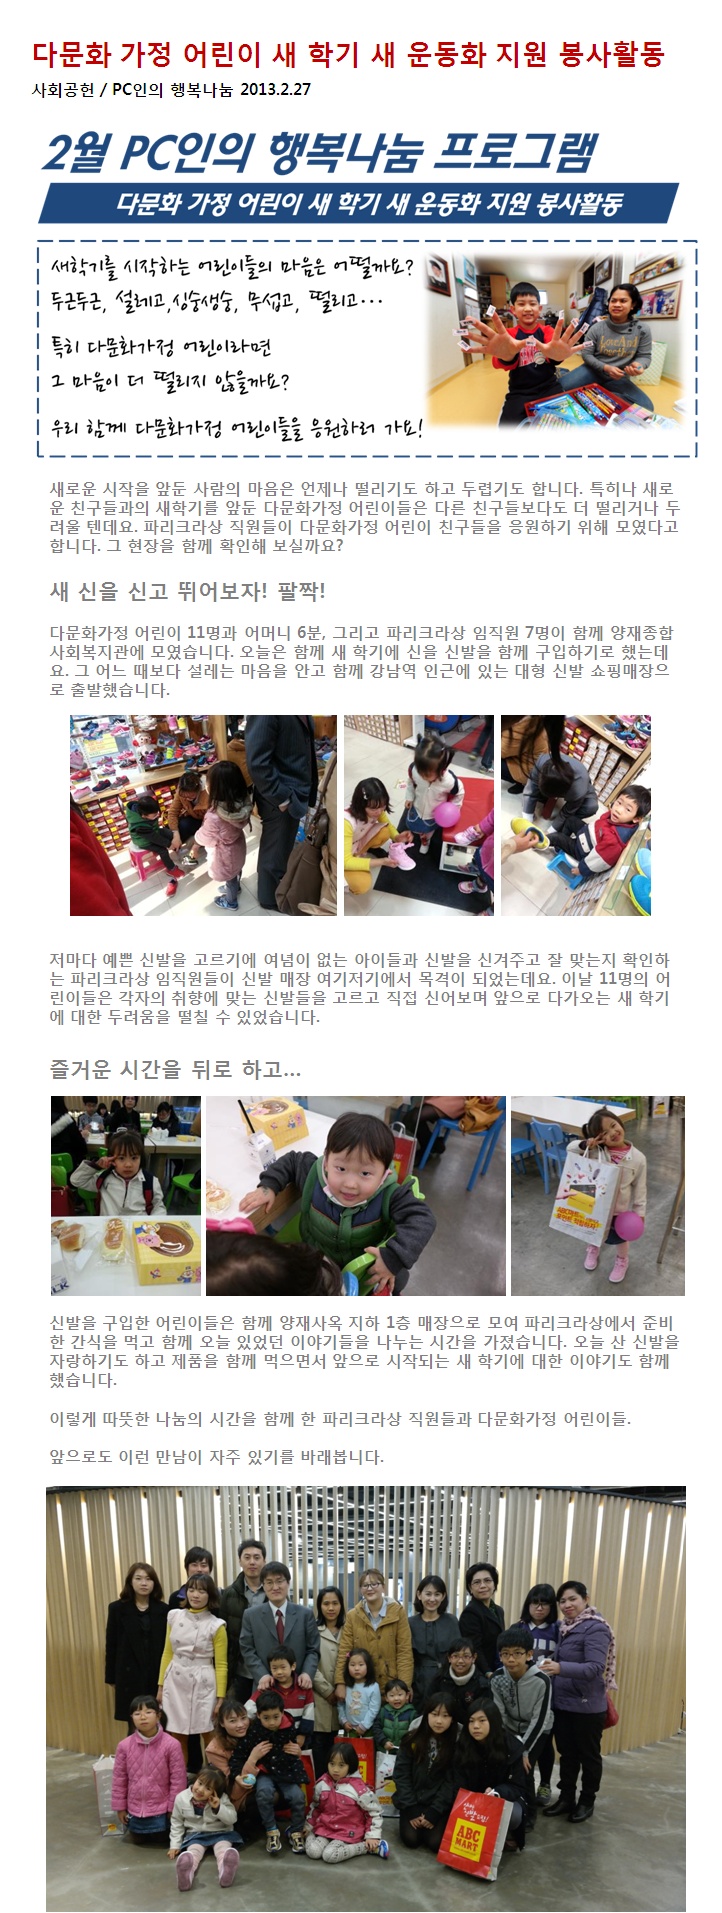 다문화 가정 어린이 새 학기 새 운동화 지원 봉사활동
사회공헌 / PC인의 행복나눔 2013.2.27
2월 PC인의 행복나눔 프로그램
다문화 가정 어린이 새 학기 새 운동화 지원 봉사활동
새학기를 시작하는 어린이들의 마음은 어떨까요?
두근두근, 설레고,싱숭생숭, 무섭고, 떨리고···
특히 다문화가정 어린이라면
그 마음이 더 떨리지 않을까요?
우리 함께 다문화가정 어린이들을 응원하러 가요!
새로운 시작을 앞둔 사람의 마음은 언제나 떨리기도 하고 두렵기도 합니다. 특히나 새로
운 친구들과의 새학기를 앞둔 다문화가정 어린이들은 다른 친구들보다도 더 떨리거나 두
려울 텐데요. 파리크라상 직원들이 다문화가정 어린이 친구들을 응원하기 위해 모였다고
합니다. 그 현장을 함께 확인해 보실까요?
새 신을 신고 뛰어보자! 팔짝!
다문화가정 어린이 11명과 어머니 6분, 그리고 파리크라상 임직원 7명이 함께 양재종합
사회복지관에 모였습니다. 오늘은 함께 새 학기에 신을 신발을 함께 구입하기로 했는데
요. 그 어느 때보다 설레는 마음을 안고 함께 강남역 인근에 있는 대형 신발 쇼핑매장으
로 출발했습니다.
저마다 예쁜 신발을 고르기에 여념이 없는 아이들과 신발을 신겨주고 잘 맞는지 확인하
는 파리크라상 임직원들이 신발 매장 여기저기에서 목격이 되었는데요. 이날 11명의 어
린이들은 각자의 취향에 맞는 신발들을 고르고 직접 신어보며 앞으로 다가오는 새 학기
에 대한 두려움을 떨칠 수 있었습니다.
즐거운 시간을 뒤로 하고...
신발을 구입한 어린이들은 함께 양재사옥 지하 1층 매장으로 모여 파리크라상에서 준비
한 간식을 먹고 함께 오늘 있었던 이야기들을 나누는 시간을 가졌습니다. 오늘 산 신발을
자랑하기도 하고 제품을 함께 먹으면서 앞으로 시작되는 새 학기에 대한 이야기도 함께
했습니다.
이렇게 따뜻한 나눔의 시간을 함께 한 파리크라상 직원들과 다문화가정 어린이들.
앞으로도 이런 만남이 자주 있기를 바래봅니다.
ABC
MART